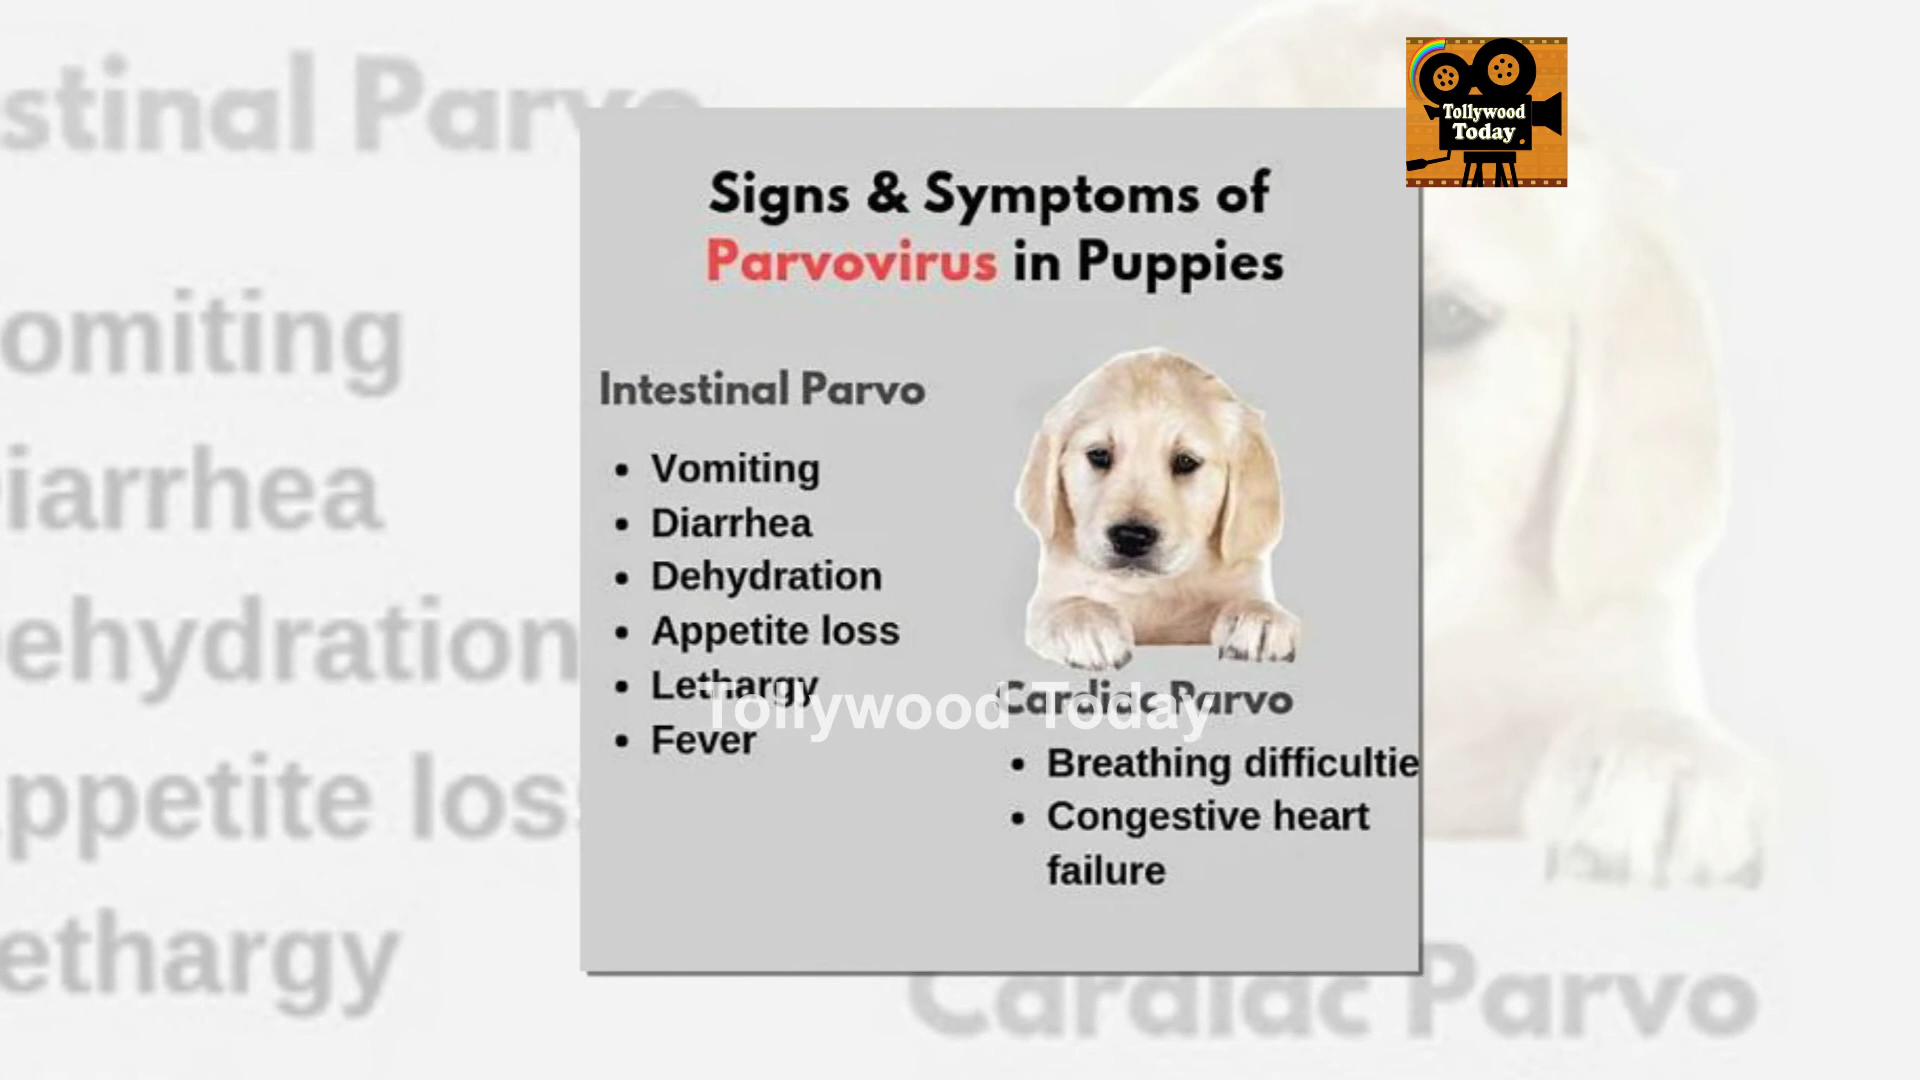 Signs & Symptoms of
Parvovirus in Puppies
Intestinal Parvo
• Vomiting
• Diarrhea
• Dehydration
• Appetite loss
• Lethargy
• Fever
Cardiac Parvo
• Breathing difficultie
• Congestive heart
failure
Tollywood Today
Tollywood
Today
stinal Parvo
omiting
iarrhea
ehydration
ppetite los
ethargy
Cardiac Parvo